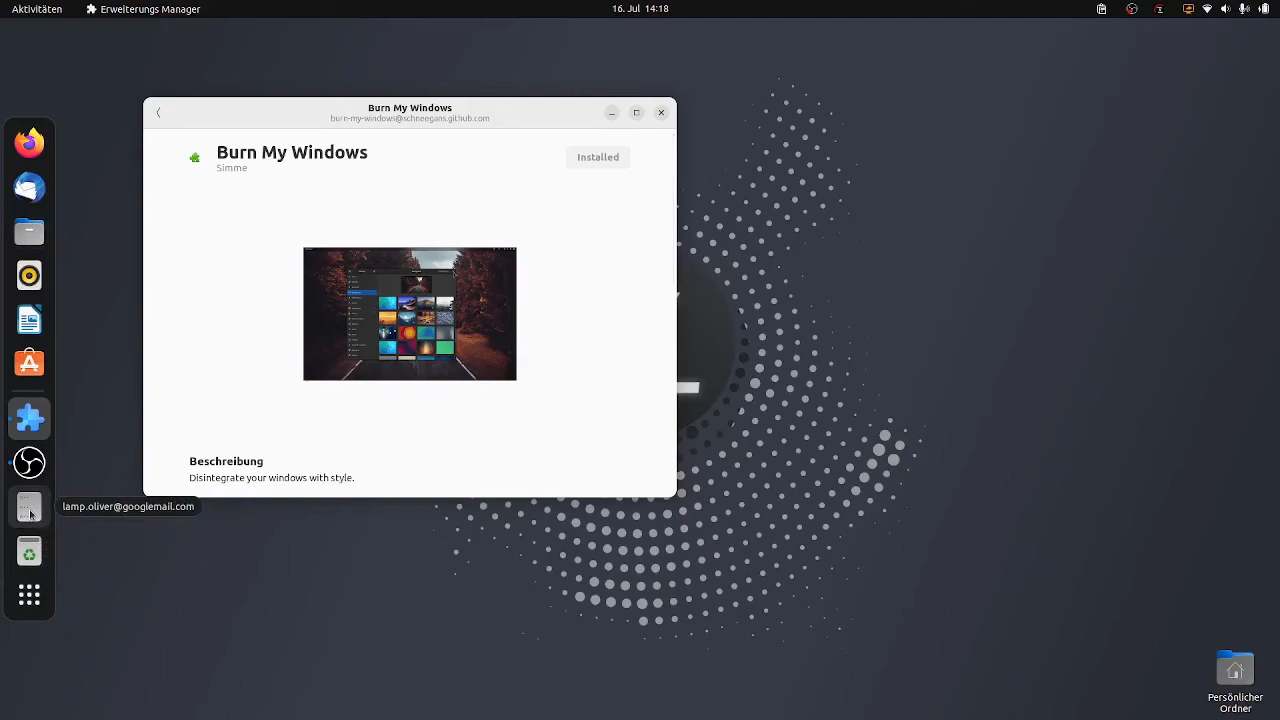 Aktivitäten
Erweiterungs Manager
16. Jul 14:18
Burn My Windows
burn-my-windows@schneegans.github.com
Burn My Windows
Simme
Installed
Beschreibung
Disintegrate your windows with style.
lamp.oliver@googlemail.com
Persönlicher
Ordner